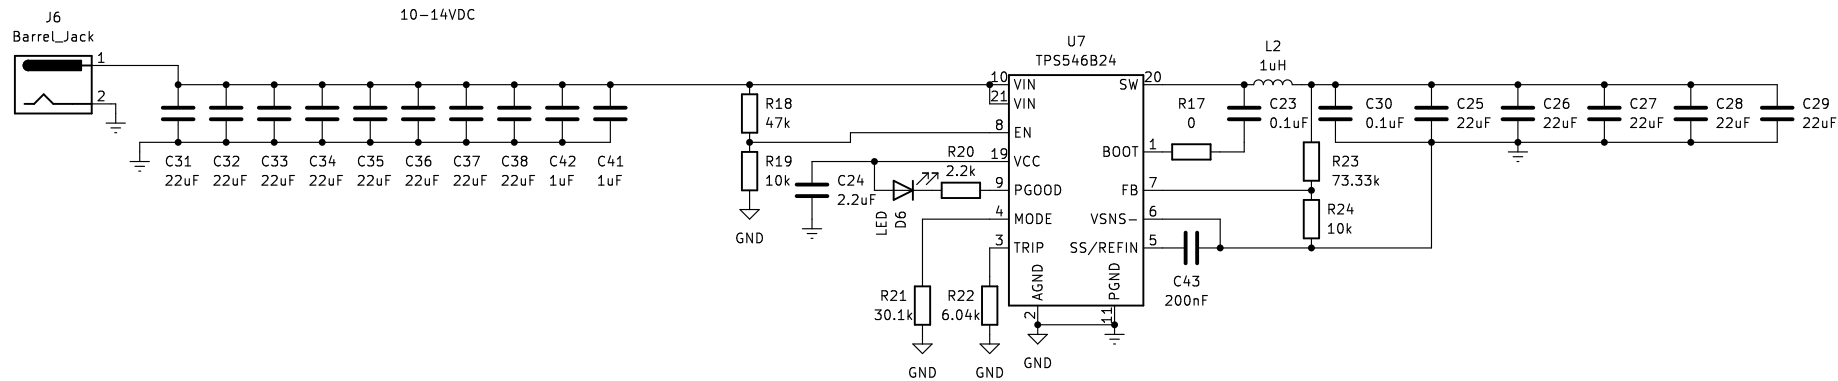 10-14VDC
J6
Barrel_Jack
1
2
C31
22uF
C32
22uF
C33
22uF
C34
22uF
C35
22uF
C36
22uF
C37
22uF
C38
22uF
C42
1uF
C41
1uF
R18
47k
R19
10k
GND
C24
2.2uF
LED
D6
R20
2.2k
R21
30.1k
GND
R22
6.04k
GND
U7
TPS546B24
10 VIN
21 VIN
8 EN
19 VCC
9 PGOOD
4 MODE
3 TRIP
SW 20
BOOT 1
FB 7
VSNS- 6
SS/REFIN 5
AGND 2
PGND 11
GND
R17
0
C23
0.1uF
L2
1uH
C43
200nF
R23
73.33k
R24
10k
C30
0.1uF
C25
22uF
C26
22uF
C27
22uF
C28
22uF
C29
22uF